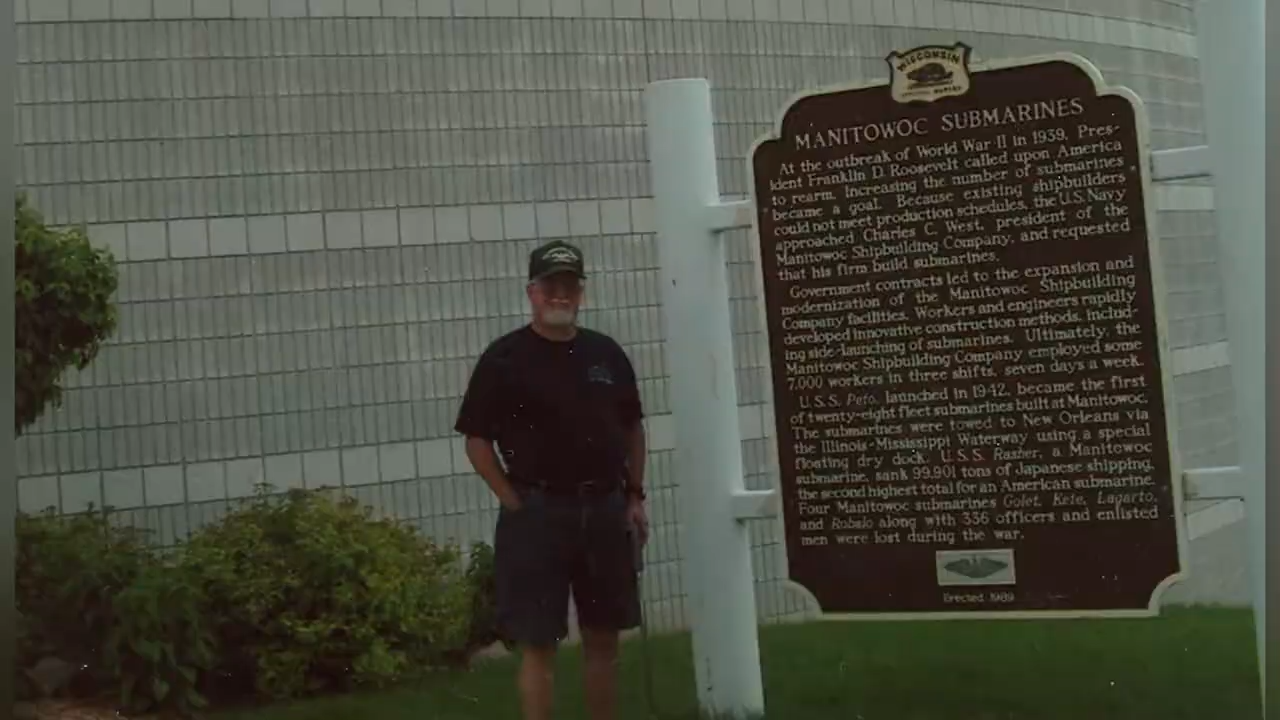 WISCONSIN
MANITOWOC SUBMARINES
At the outbreak of World War II in 1939, Pres-
ident Franklin D. Roosevelt called upon America
to rearm. Increasing the number of submarines
became a goal. Because existing shipbuilders
could not meet production schedules, the U.S. Navy
approached Charles C. West, president of the
Manitowoc Shipbuilding Company, and requested
that his firm build submarines.
Government contracts led to the expansion and
modernization of the Manitowoc Shipbuilding
Company facilities. Workers and engineers rapidly
developed innovative construction methods, includ-
ing side-launching of submarines. Ultimately, the
Manitowoc Shipbuilding Company employed some
7,000 workers in three shifts, seven days a week.
U.S.S. Peto, launched in 1942, became the first
of twenty-eight fleet submarines built at Manitowoc.
The submarines were towed to New Orleans via
the Illinois-Mississippi Waterway using a special
floating dry dock. U.S.S. Rasher, a Manitowoc
submarine, sank 99,901 tons of Japanese shipping,
the second highest total for an American submarine.
Four Manitowoc submarines Golet, Kete, Lagarto,
and Robalo along with 336 officers and enlisted
men were lost during the war.
Erected 1989